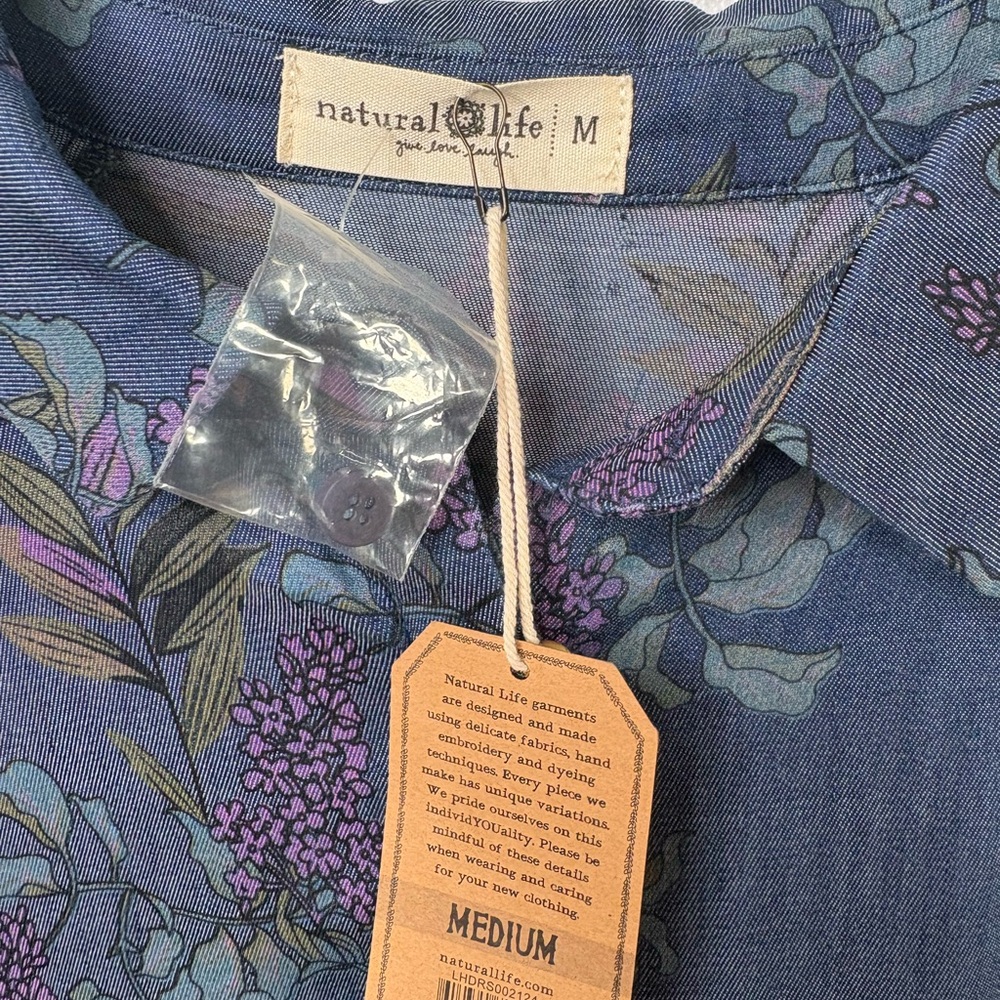 natural life M
give. love. laugh.
Natural Life garments
are designed and made
using delicate fabrics, hand
embroidery and dyeing
techniques. Every piece we
make has unique variations.
We pride ourselves on this
individYOUality. Please be
mindful of these details
when wearing and caring
for your new clothing.
MEDIUM
naturallife.com
LHDRS002124